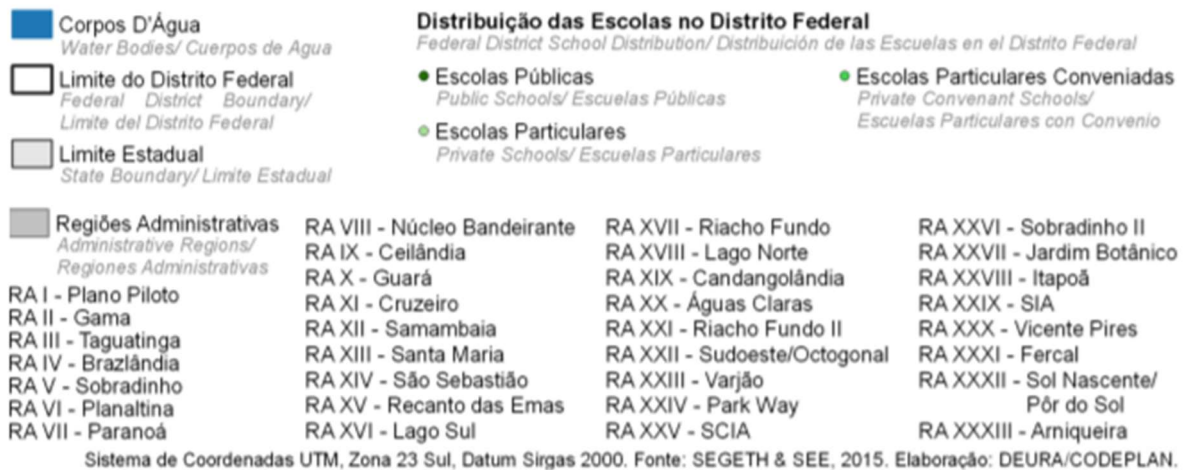 Corpos D'Água
Water Bodies/ Cuerpos de Agua
Limite do Distrito Federal
Federal District Boundary/
Limite del Distrito Federal
Limite Estadual
State Boundary/ Limite Estadual
Distribuição das Escolas no Distrito Federal
Federal District School Distribution/ Distribuición de las Escuelas en el Distrito Federal
Escolas Públicas
Public Schools/ Escuelas Públicas
Escolas Particulares
Private Schools/ Escuelas Particulares
Escolas Particulares Conveniadas
Private Convenant Schools/
Escuelas Particulares con Convenio
Regiões Administrativas
Administrative Regions/
Regiones Administrativas
RA I - Plano Piloto
RA II - Gama
RA III - Taguatinga
RA IV - Brazlândia
RA V - Sobradinho
RA VI - Planaltina
RA VII - Paranoá
RA VIII - Núcleo Bandeirante
RA IX - Ceilândia
RA X - Guará
RA XI - Cruzeiro
RA XII - Samambaia
RA XIII - Santa Maria
RA XIV - São Sebastião
RA XV - Recanto das Emas
RA XVI - Lago Sul
RA XVII - Riacho Fundo
RA XVIII - Lago Norte
RA XIX - Candangolândia
RA XX - Águas Claras
RA XXI - Riacho Fundo II
RA XXII - Sudoeste/Octogonal
RA XXIII - Varjão
RA XXIV - Park Way
RA XXV - SCIA
RA XXVI - Sobradinho II
RA XXVII - Jardim Botânico
RA XXVIII - Itapoã
RA XXIX - SIA
RA XXX - Vicente Pires
RA XXXI - Fercal
RA XXXII - Sol Nascente/
Pôr do Sol
RA XXXIII - Arniqueira
Sistema de Coordenadas UTM, Zona 23 Sul, Datum Sirgas 2000. Fonte: SEGETH & SEE, 2015. Elaboração: DEURA/CODEPLAN.